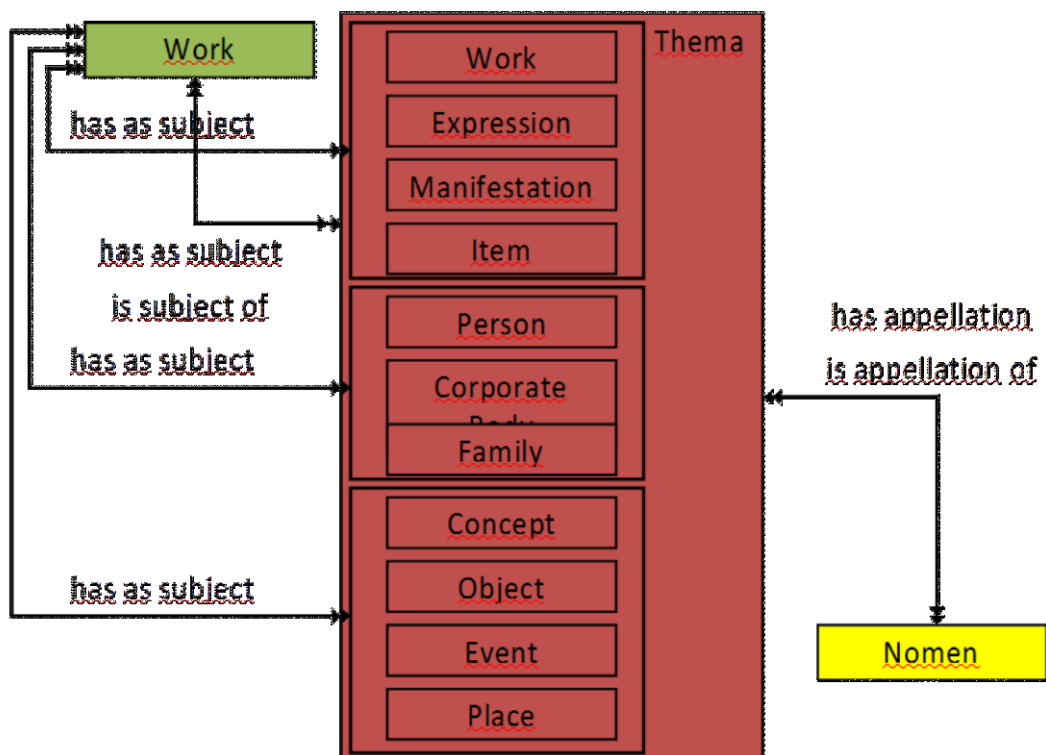 Work
has as subject
has as subject
is subject of
has as subject
has as subject
Thema
Work
Expression
Manifestation
Item
Person
Corporate
Family
Concept
Object
Event
Place
has appellation
is appellation of
Nomen